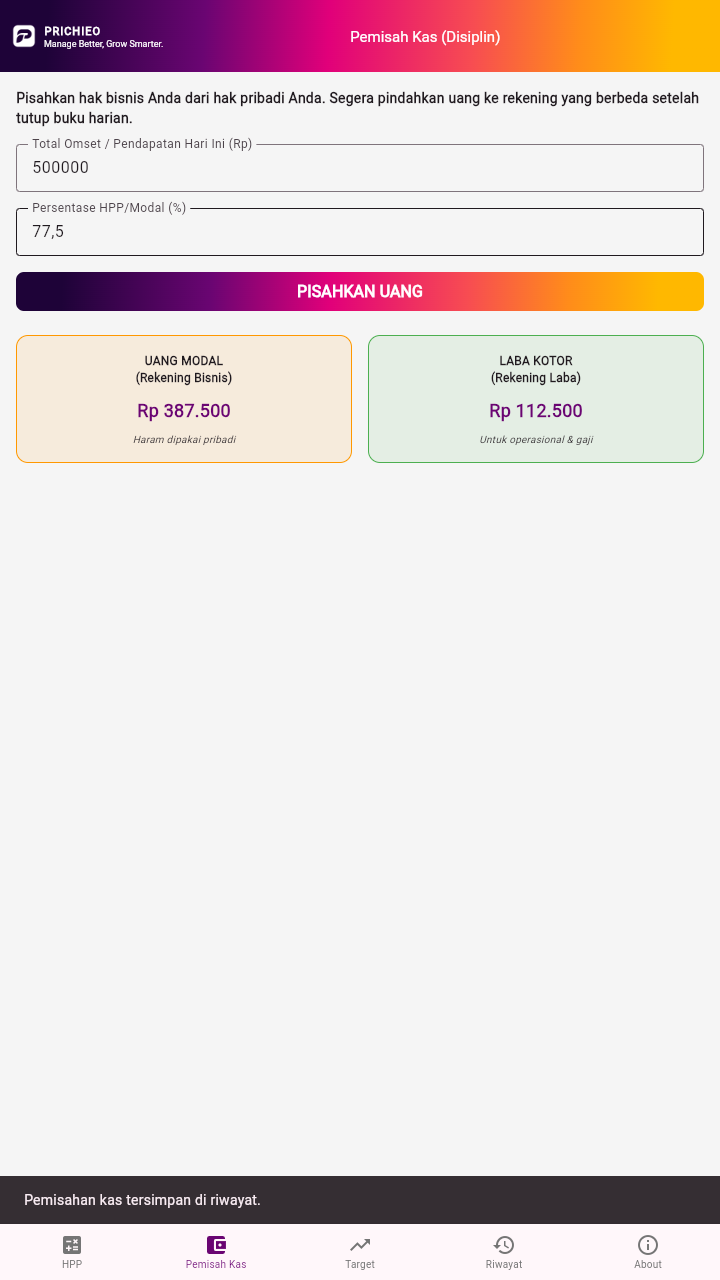 PRICHIEO
Manage Better, Grow Smarter.
Pemisah Kas (Disiplin)
Pisahkan hak bisnis Anda dari hak pribadi Anda. Segera pindahkan uang ke rekening yang berbeda setelah
tutup buku harian.
Total Omset / Pendapatan Hari Ini (Rp)
500000
Persentase HPP/Modal (%)
77,5
PISAHKAN UANG
UANG MODAL
(Rekening Bisnis)
Rp 387.500
Haram dipakai pribadi
LABA KOTOR
(Rekening Laba)
Rp 112.500
Untuk operasional & gaji
Pemisahan kas tersimpan di riwayat.
HPP
Pemisah Kas
Target
Riwayat
About